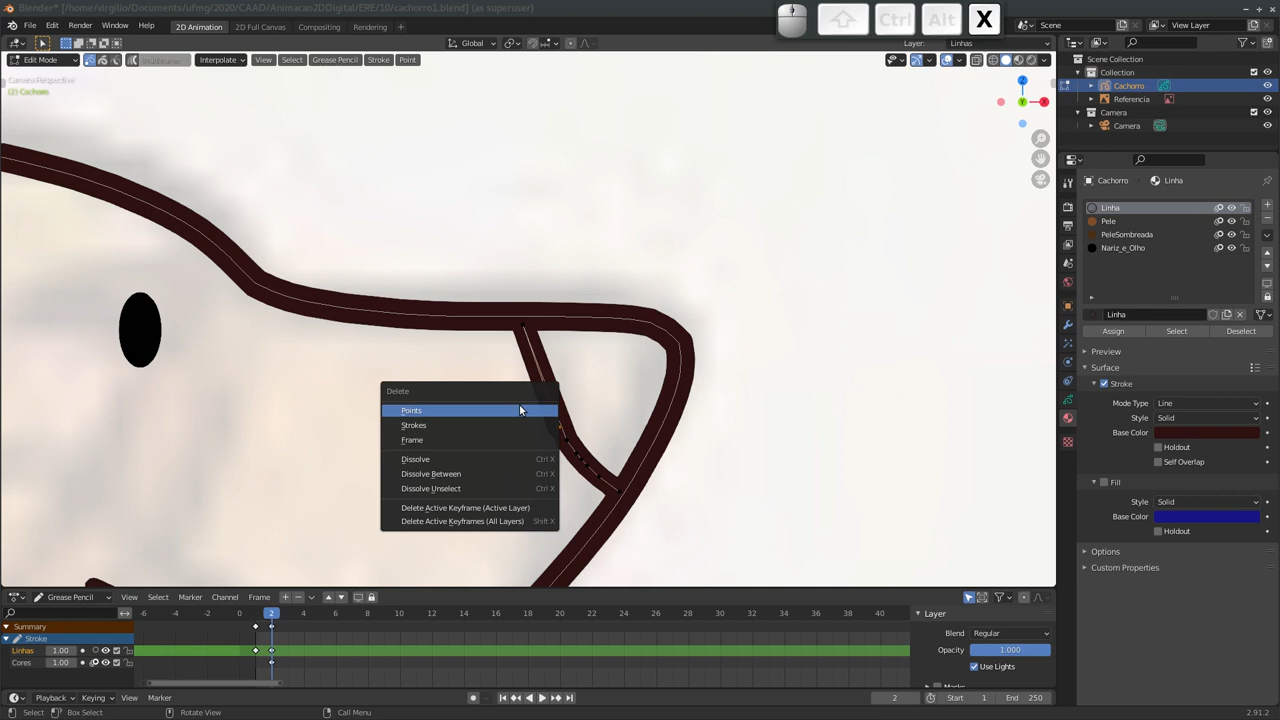 Blender* [/home/virgilio/Documents/ufmg/2020/CAAD/Animacao2DDigital/ERE/10/cachorro1.blend] (as superuser)
File Edit Render Window Help 2D Animation 2D Full Canvas Compositing Rendering Scene View Layer
Ctrl Alt X
Global Layer: Linhas
Edit Mode Interpolate View Select Grease Pencil Stroke Point
Camera Perspective
(2) Cachorro
Z
Y
X
Scene Collection
Collection
Cachorro
Referencia
Camera
Camera
Cachorro Linha
Linha
Pele
PeleSombreada
Nariz_e_Olho
Linha
Assign Select Deselect
Preview
Surface
Stroke
Mode Type Line
Style Solid
Base Color
Holdout
Self Overlap
Fill
Style Solid
Base Color
Holdout
Options
Custom Properties
Delete
Points
Strokes
Frame
Dissolve Ctrl X
Dissolve Between Ctrl X
Dissolve Unselect Ctrl X
Delete Active Keyframe (Active Layer)
Delete Active Keyframes (All Layers) Shift X
Grease Pencil View Select Marker Channel Frame
-6 -4 -2 0 2 4 6 8 10 12 14 16 18 20 22 24 26 28 30 32 34 36 38 40
Summary
Stroke
Linhas 1.00
Cores 1.00
Layer
Blend Regular
Opacity 1.000
Use Lights
Playback Keying View Marker 2 Start 1 End 250
Select Box Select Rotate View Call Menu 2.91.2